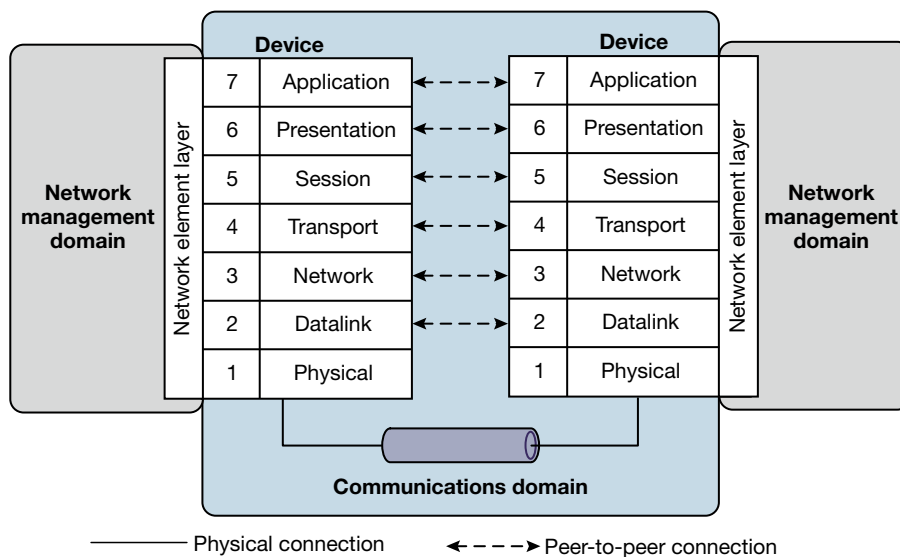 Device
Device
Network management domain
Network element layer
7 Application
6 Presentation
5 Session
4 Transport
3 Network
2 Datalink
1 Physical
7 Application
6 Presentation
5 Session
4 Transport
3 Network
2 Datalink
1 Physical
Network element layer
Network management domain
Communications domain
Physical connection
Peer-to-peer connection